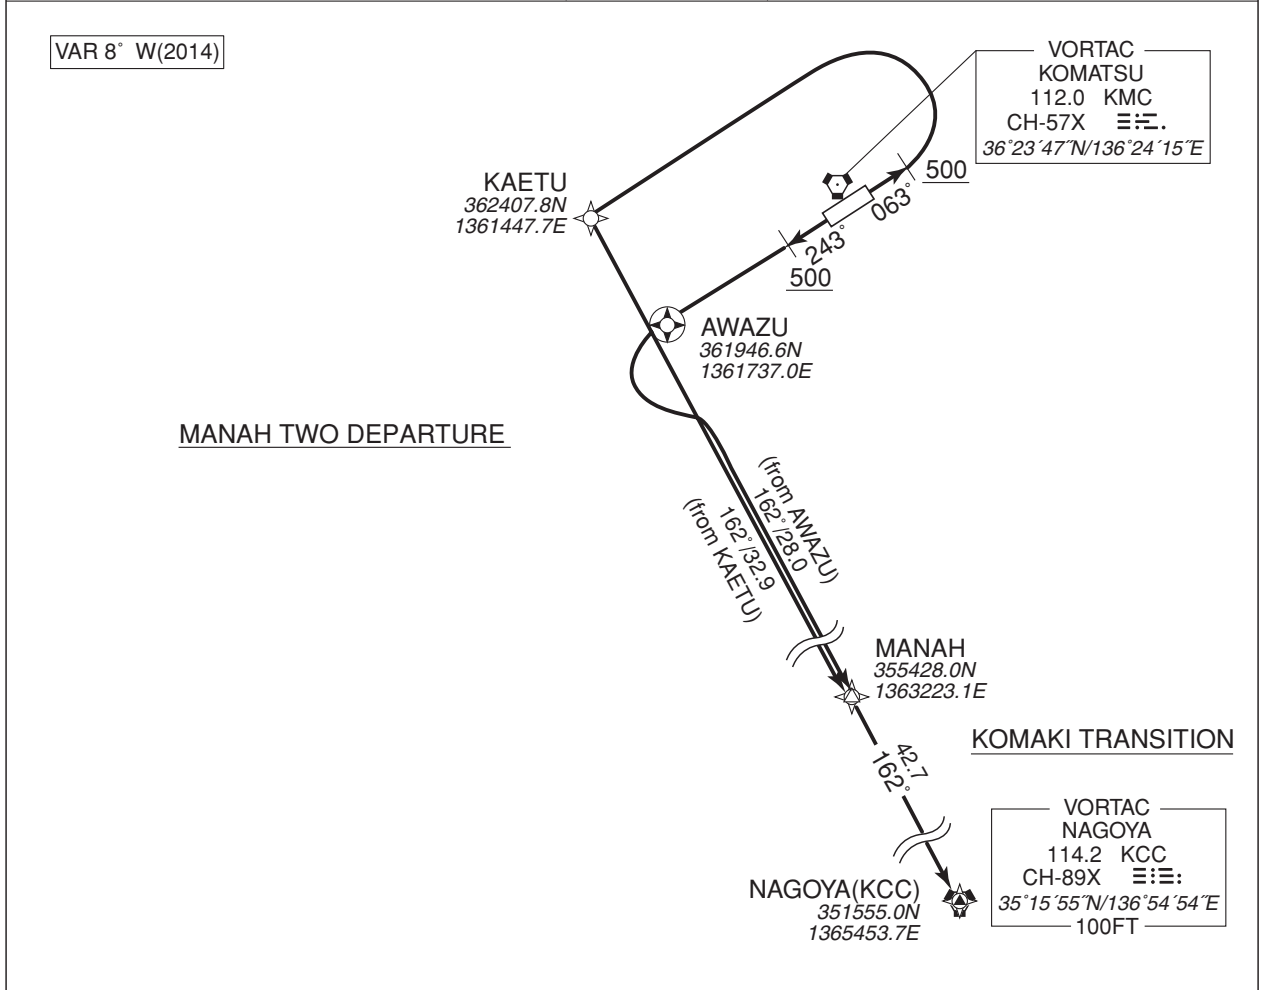 VAR 8° W(2014)
VORTAC
KOMATSU
112.0 KMC
CH-57X
36°23´47˝N/136°24´15˝E
KAETU
362407.8N
1361447.7E
500
063°
243°
500
AWAZU
361946.6N
1361737.0E
MANAH TWO DEPARTURE
(from AWAZU)
162°/28.0
162°/32.9
(from KAETU)
MANAH
355428.0N
1363223.1E
KOMAKI TRANSITION
42.7
162°
VORTAC
NAGOYA
114.2 KCC
CH-89X
35°15´55˝N/136°54´54˝E
100FT
NAGOYA(KCC)
351555.0N
1365453.7E